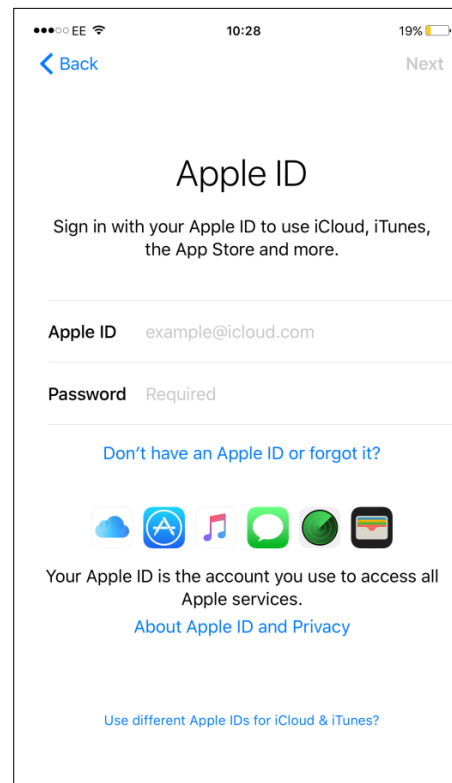 EE 10:28 19%
Back Next
Apple ID
Sign in with your Apple ID to use iCloud, iTunes,
the App Store and more.
Apple ID example@icloud.com
Password Required
Don't have an Apple ID or forgot it?
Your Apple ID is the account you use to access all
Apple services.
About Apple ID and Privacy
Use different Apple IDs for iCloud & iTunes?